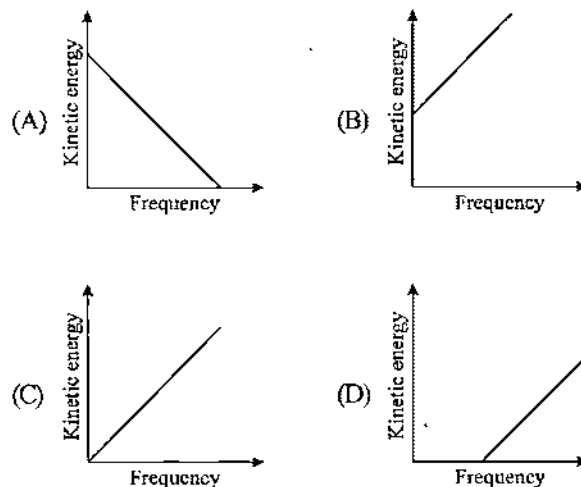 (A)
Kinetic energy
Frequency
(B)
Kinetic energy
Frequency
(C)
Kinetic energy
Frequency
(D)
Kinetic energy
Frequency